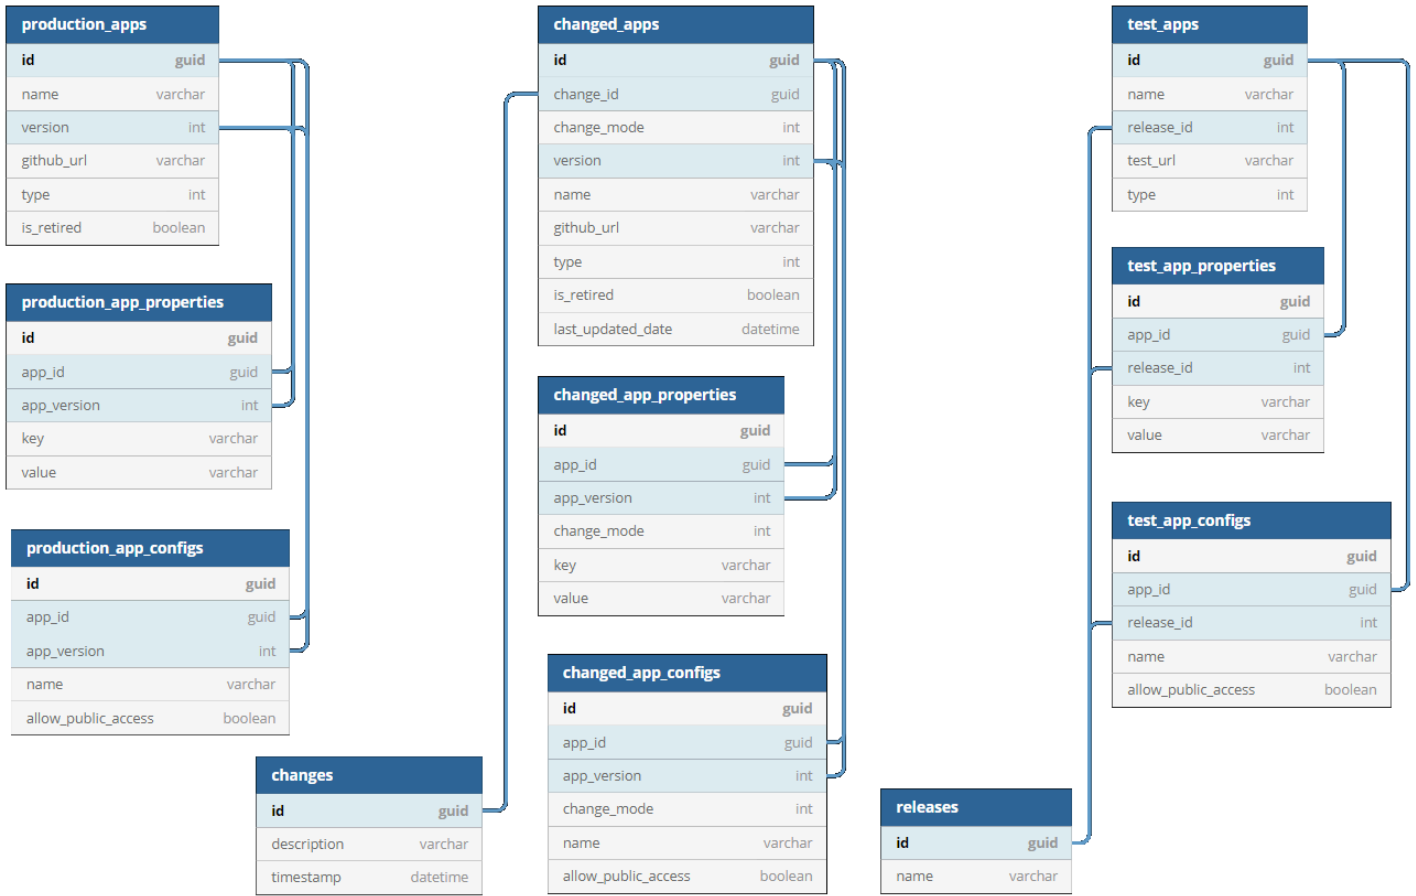 production_apps
id guid
name varchar
version int
github_url varchar
type int
is_retired boolean
production_app_properties
id guid
app_id guid
app_version int
key varchar
value varchar
production_app_configs
id guid
app_id guid
app_version int
name varchar
allow_public_access boolean
changes
id guid
description varchar
timestamp datetime
changed_apps
id guid
change_id guid
change_mode int
version int
name varchar
github_url varchar
type int
is_retired boolean
last_updated_date datetime
changed_app_properties
id guid
app_id guid
app_version int
change_mode int
key varchar
value varchar
changed_app_configs
id guid
app_id guid
app_version int
change_mode int
name varchar
allow_public_access boolean
releases
id guid
name varchar
test_apps
id guid
name varchar
release_id int
test_url varchar
type int
test_app_properties
id guid
app_id guid
release_id int
key varchar
value varchar
test_app_configs
id guid
app_id guid
release_id int
name varchar
allow_public_access boolean